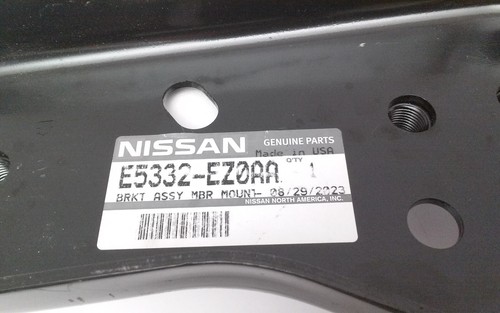 NISSAN GENUINE PARTS
Made in USA
E5332-EZ0AA QTY 1
BRKT ASSY MBR MOUNT- 08/29/2023
NISSAN NORTH AMERICA, INC.